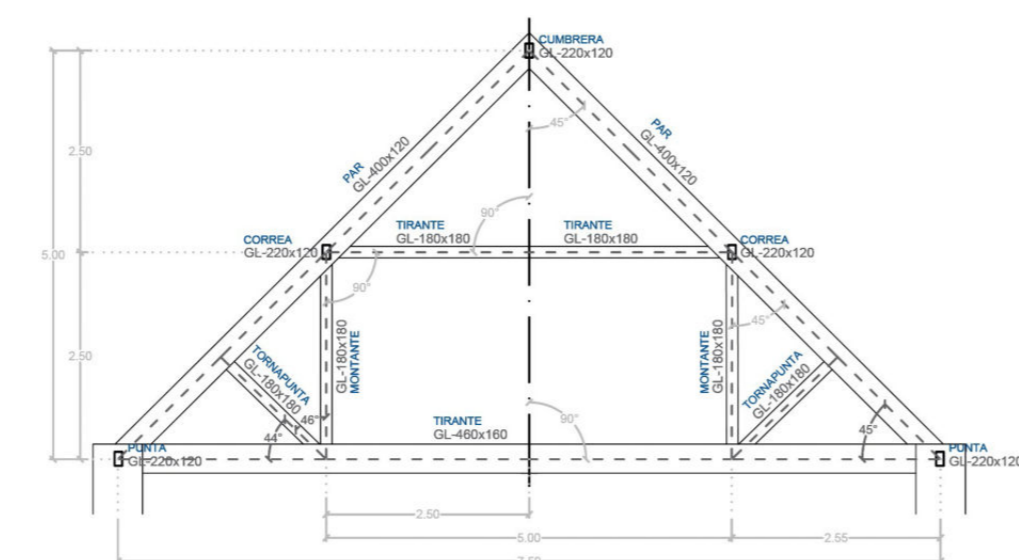 CUMBRERA
GL-220x120
45°
PAR
GL-400x120
PAR
GL-400x120
2.50
90°
TIRANTE
GL-180x180
TIRANTE
GL-180x180
CORREA
GL-220x120
CORREA
GL-220x120
5.00
90°
45°
2.50
GL-180x180
MONTANTE
MONTANTE
GL-180x180
TORNAPUNTA
GL-180x180
TORNAPUNTA
GL-180x180
46°
44°
TIRANTE
GL-460x160
90°
45°
PUNTA
GL-220x120
PUNTA
GL-220x120
2.50
5.00
2.55